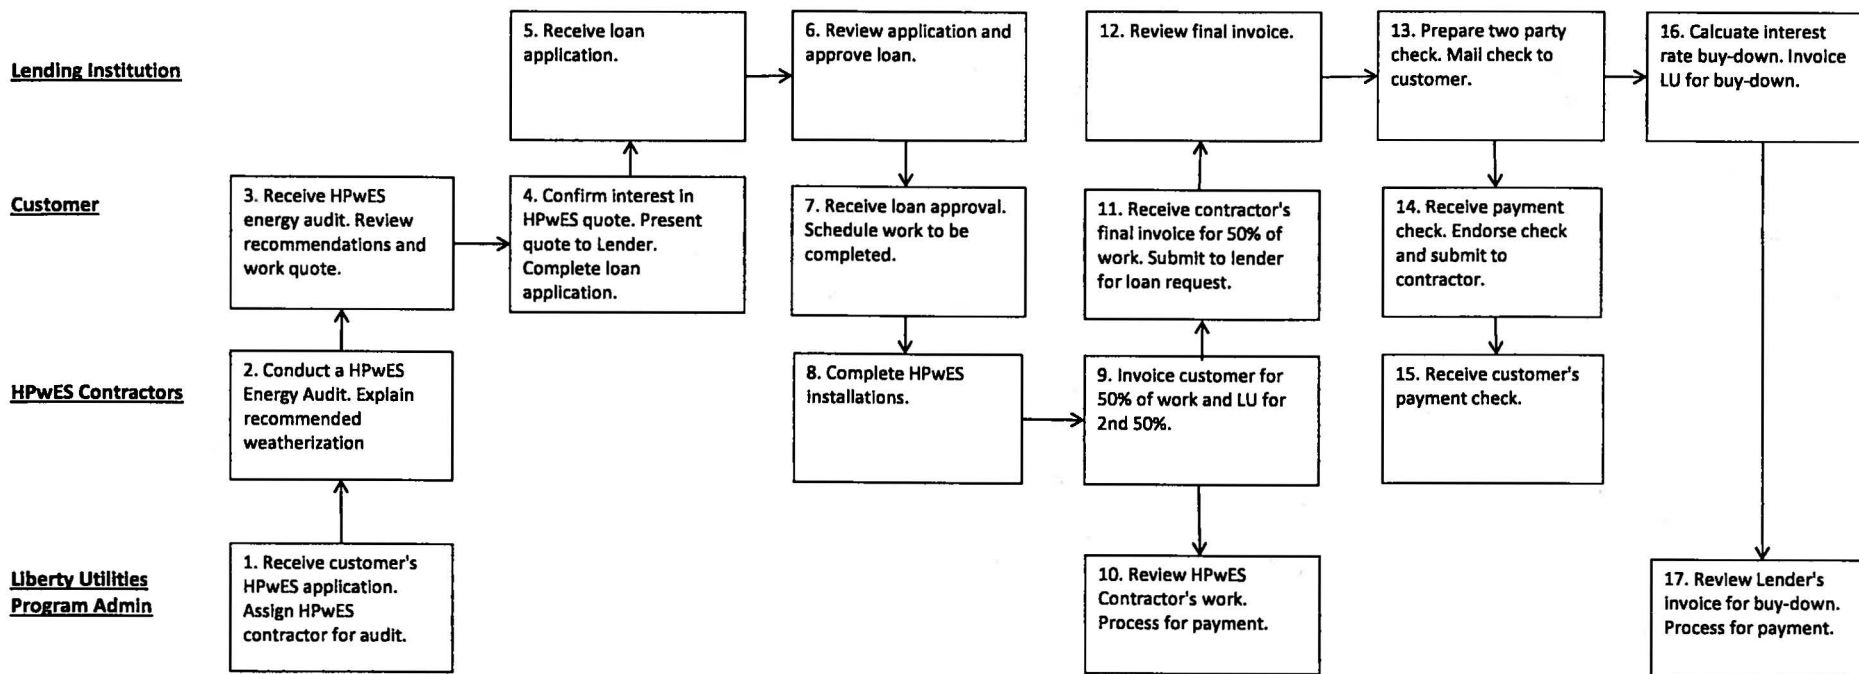 Lending Institution
5. Receive loan
application.
6. Review application and
approve loan.
12. Review final invoice.
13. Prepare two party
check. Mail check to
customer.
16. Calcuate interest
rate buy-down. Invoice
LU for buy-down.
Customer
3. Receive HPwES
energy audit. Review
recommendations and
work quote.
4. Confirm interest in
HPwES quote. Present
quote to Lender.
Complete loan
application.
7. Receive loan approval.
Schedule work to be
completed.
11. Receive contractor's
final invoice for 50% of
work. Submit to lender
for loan request.
14. Receive payment
check. Endorse check
and submit to
contractor.
HPwES Contractors
2. Conduct a HPwES
Energy Audit. Explain
recommended
weatherization
8. Complete HPwES
installations.
9. Invoice customer for
50% of work and LU for
2nd 50%.
15. Receive customer's
payment check.
Liberty Utilities
Program Admin
1. Receive customer's
HPwES application.
Assign HPwES
contractor for audit.
10. Review HPwES
Contractor's work.
Process for payment.
17. Review Lender's
invoice for buy-down.
Process for payment.